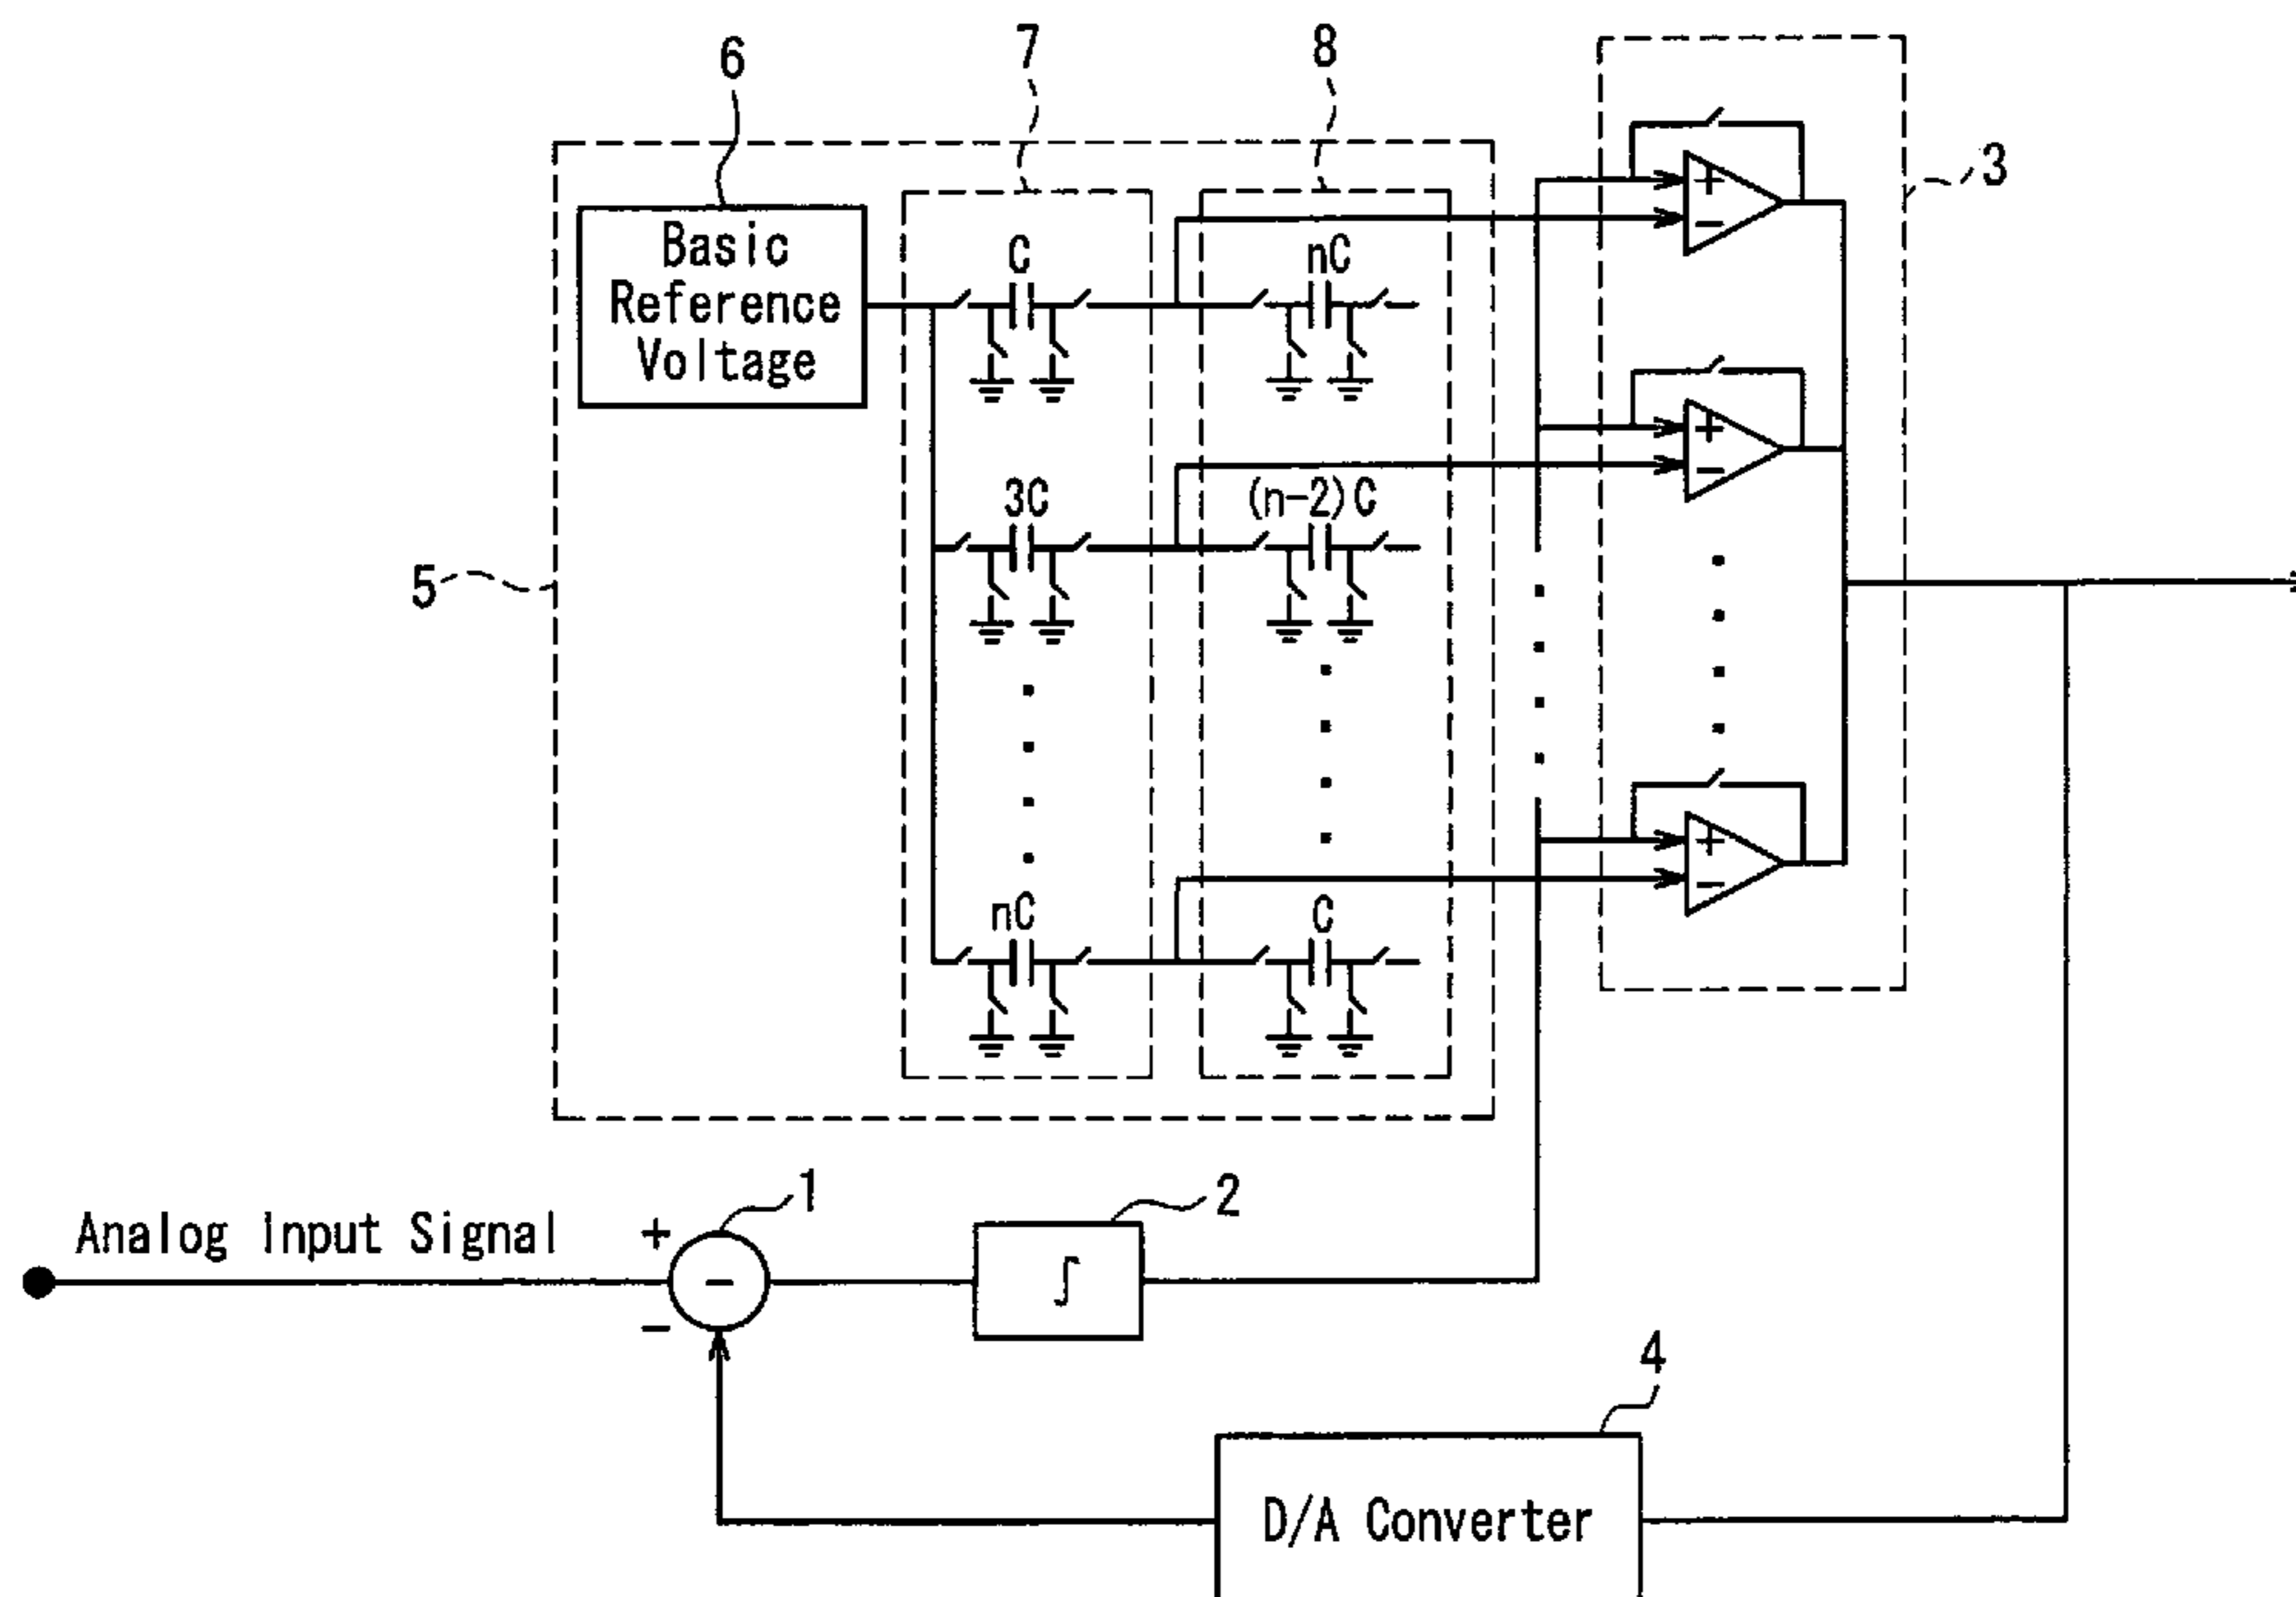 6
7
8
3
Basic
Reference
Voltage
C
nC
+
−
+
−
3C
(n-2)C
5
+
−
nC
C
Analog Input Signal
+
−
−
1
2
∫
4
D/A Converter